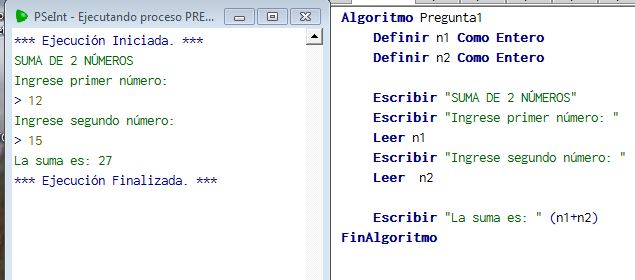 PSeInt - Ejecutando proceso PRE...
*** Ejecución Iniciada. ***
SUMA DE 2 NÚMEROS
Ingrese primer número:
> 12
Ingrese segundo número:
> 15
La suma es: 27
*** Ejecución Finalizada. ***
Algoritmo Pregunta1
Definir n1 Como Entero
Definir n2 Como Entero
Escribir "SUMA DE 2 NÚMEROS"
Escribir "Ingrese primer número: "
Leer n1
Escribir "Ingrese segundo número: "
Leer  n2
Escribir "La suma es: " (n1+n2)
FinAlgoritmo